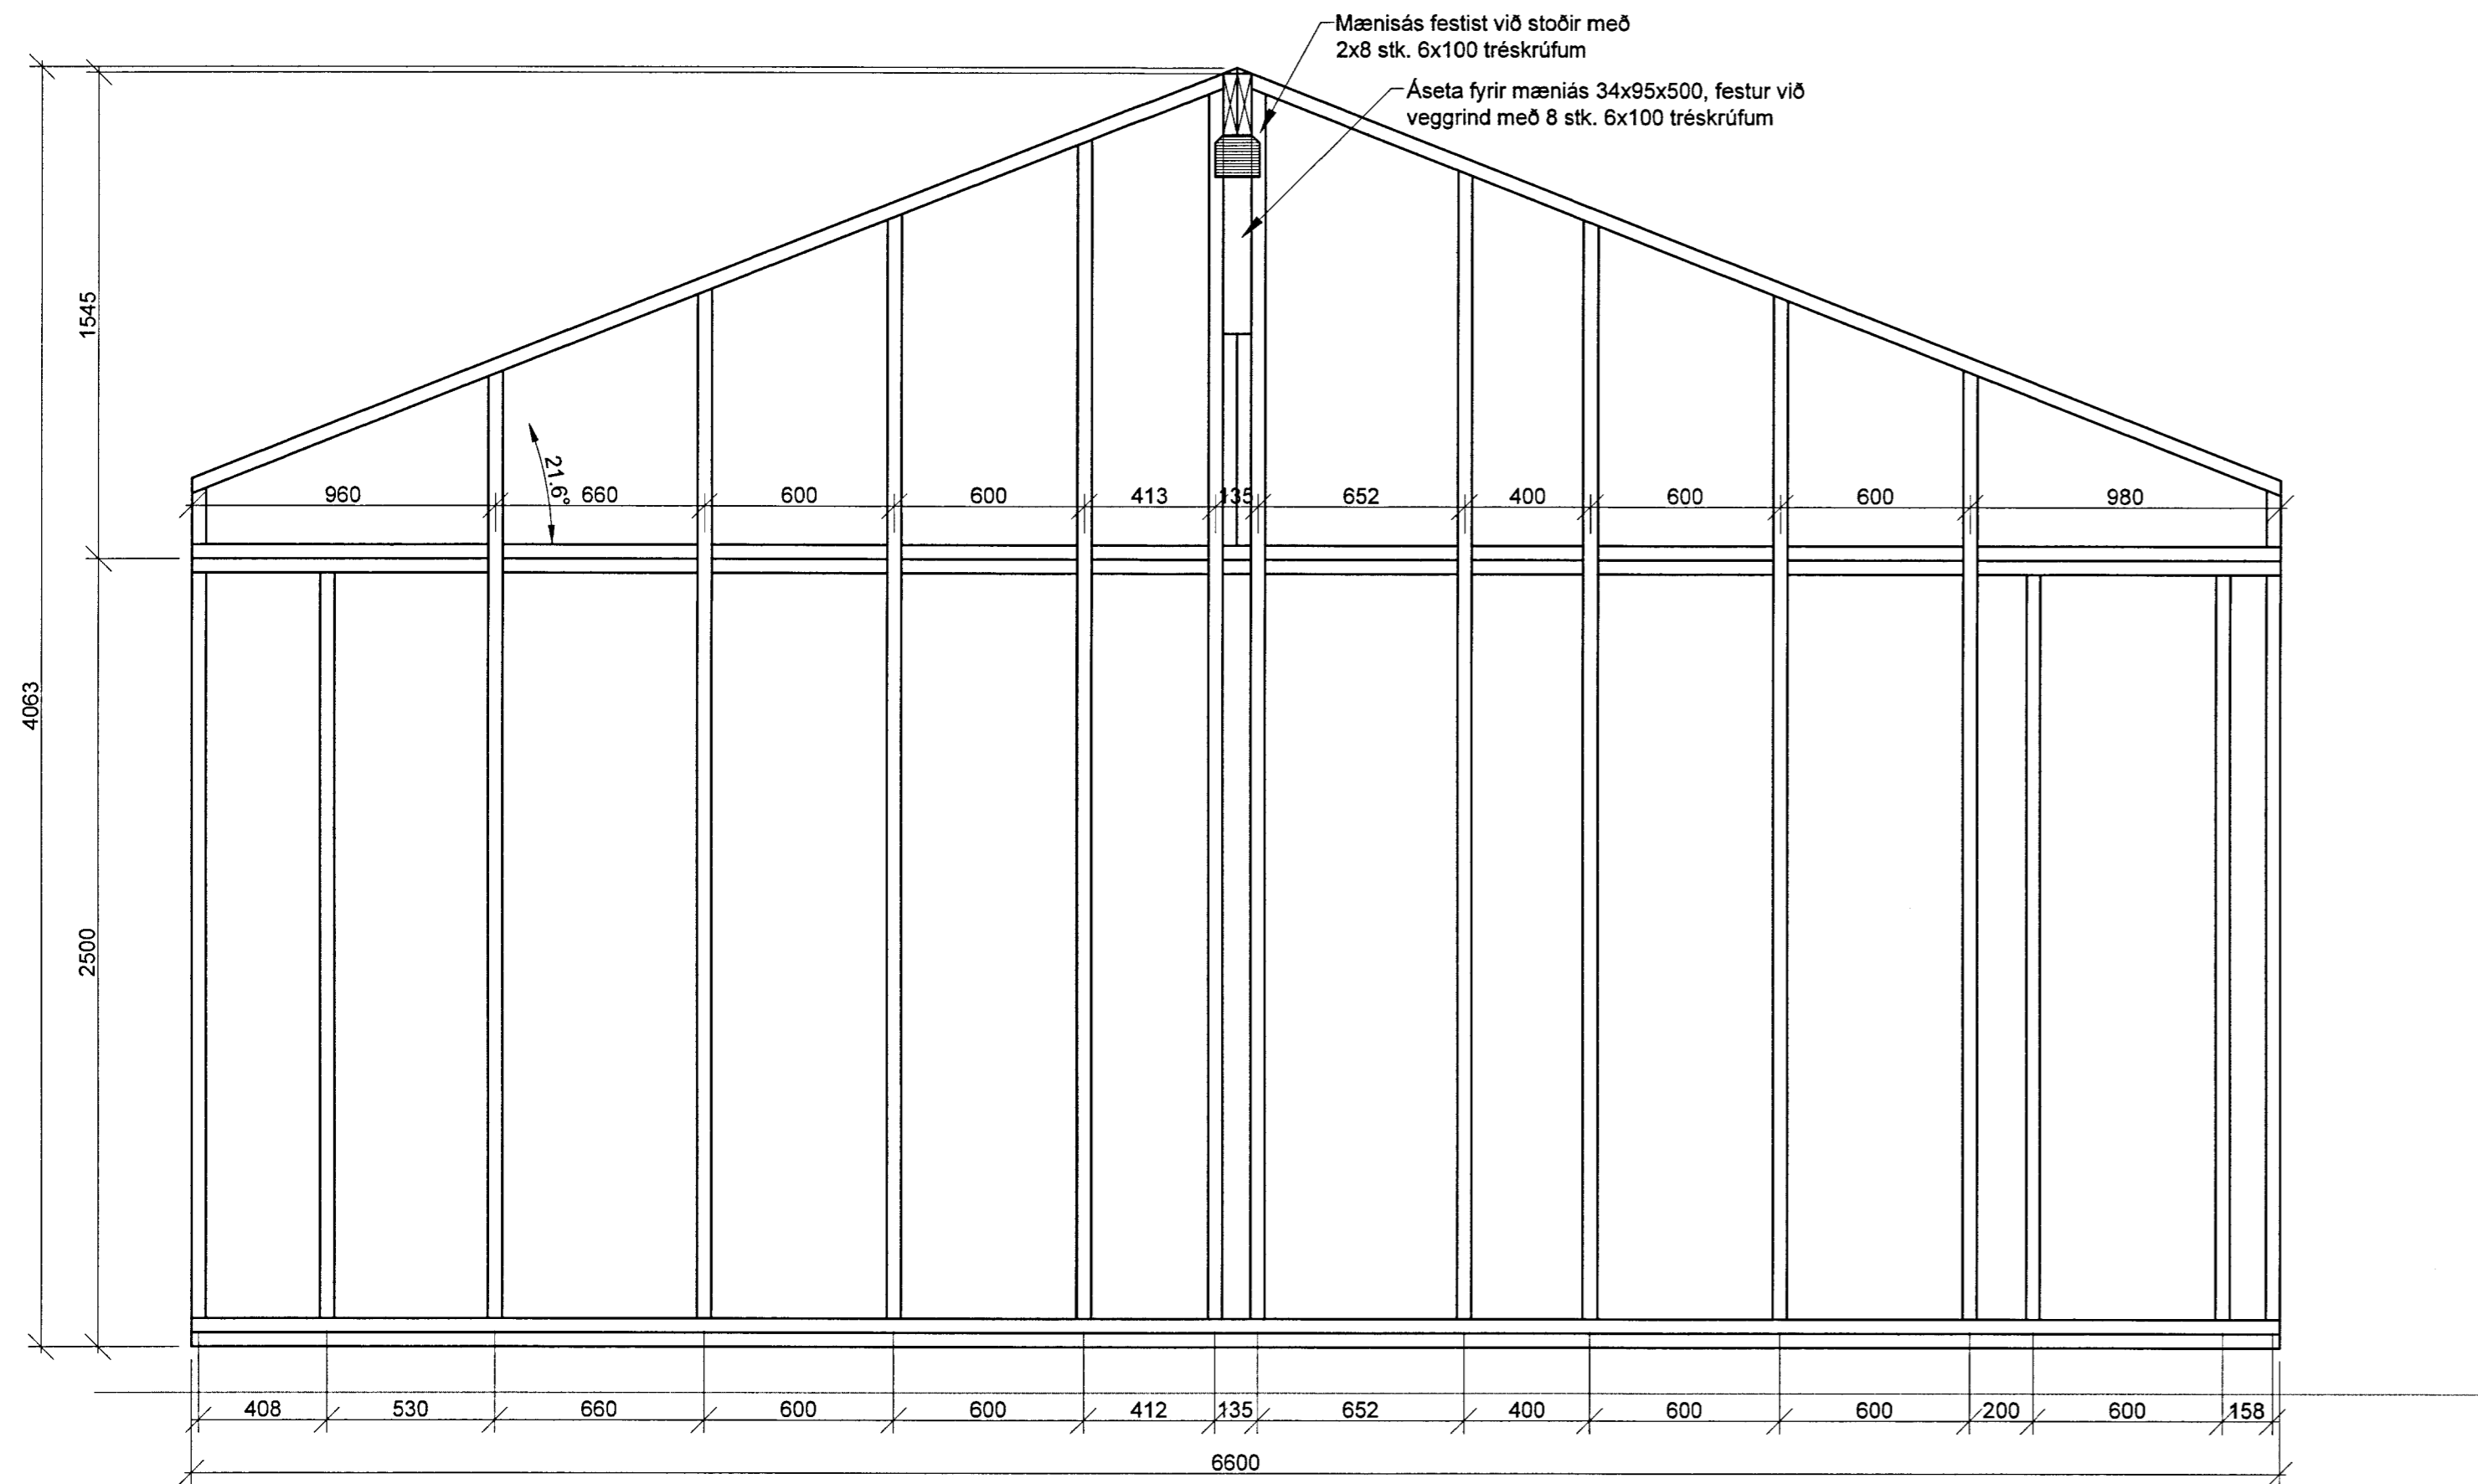 Mænisás festist við stoðir með
2x8 stk. 6x100 tréskrúfum
Áseta fyrir mæniás 34x95x500, festur við
veggrind með 8 stk. 6x100 tréskrúfum
1545
21.6°
960 660 600 600 413 135 652 400 600 600 980
4063
2500
408 530 660 600 600 412 135 652 400 600 600 200 600 158
6600